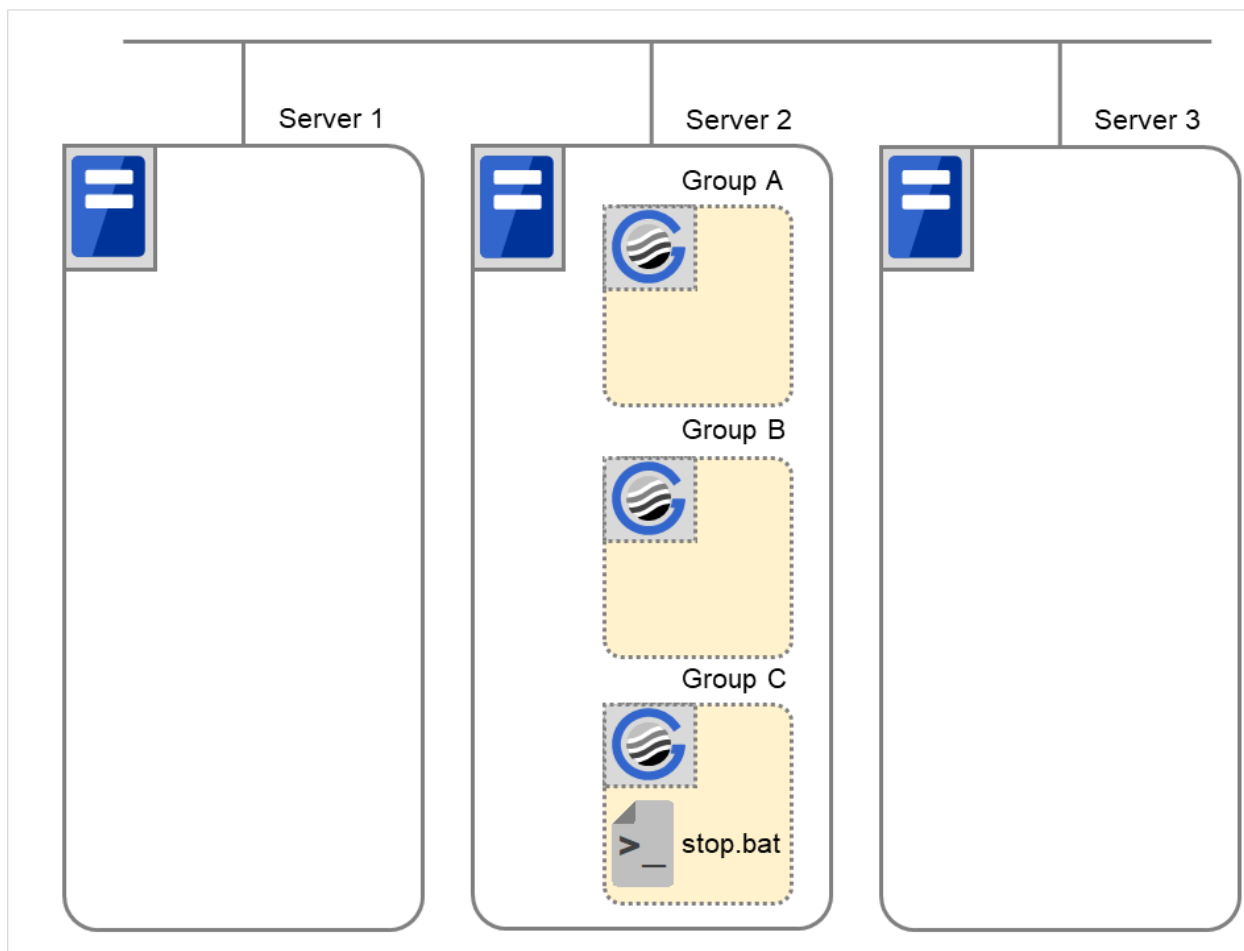 Server 1
Server 2
Server 3
Group A
Group B
Group C
>_ stop.bat